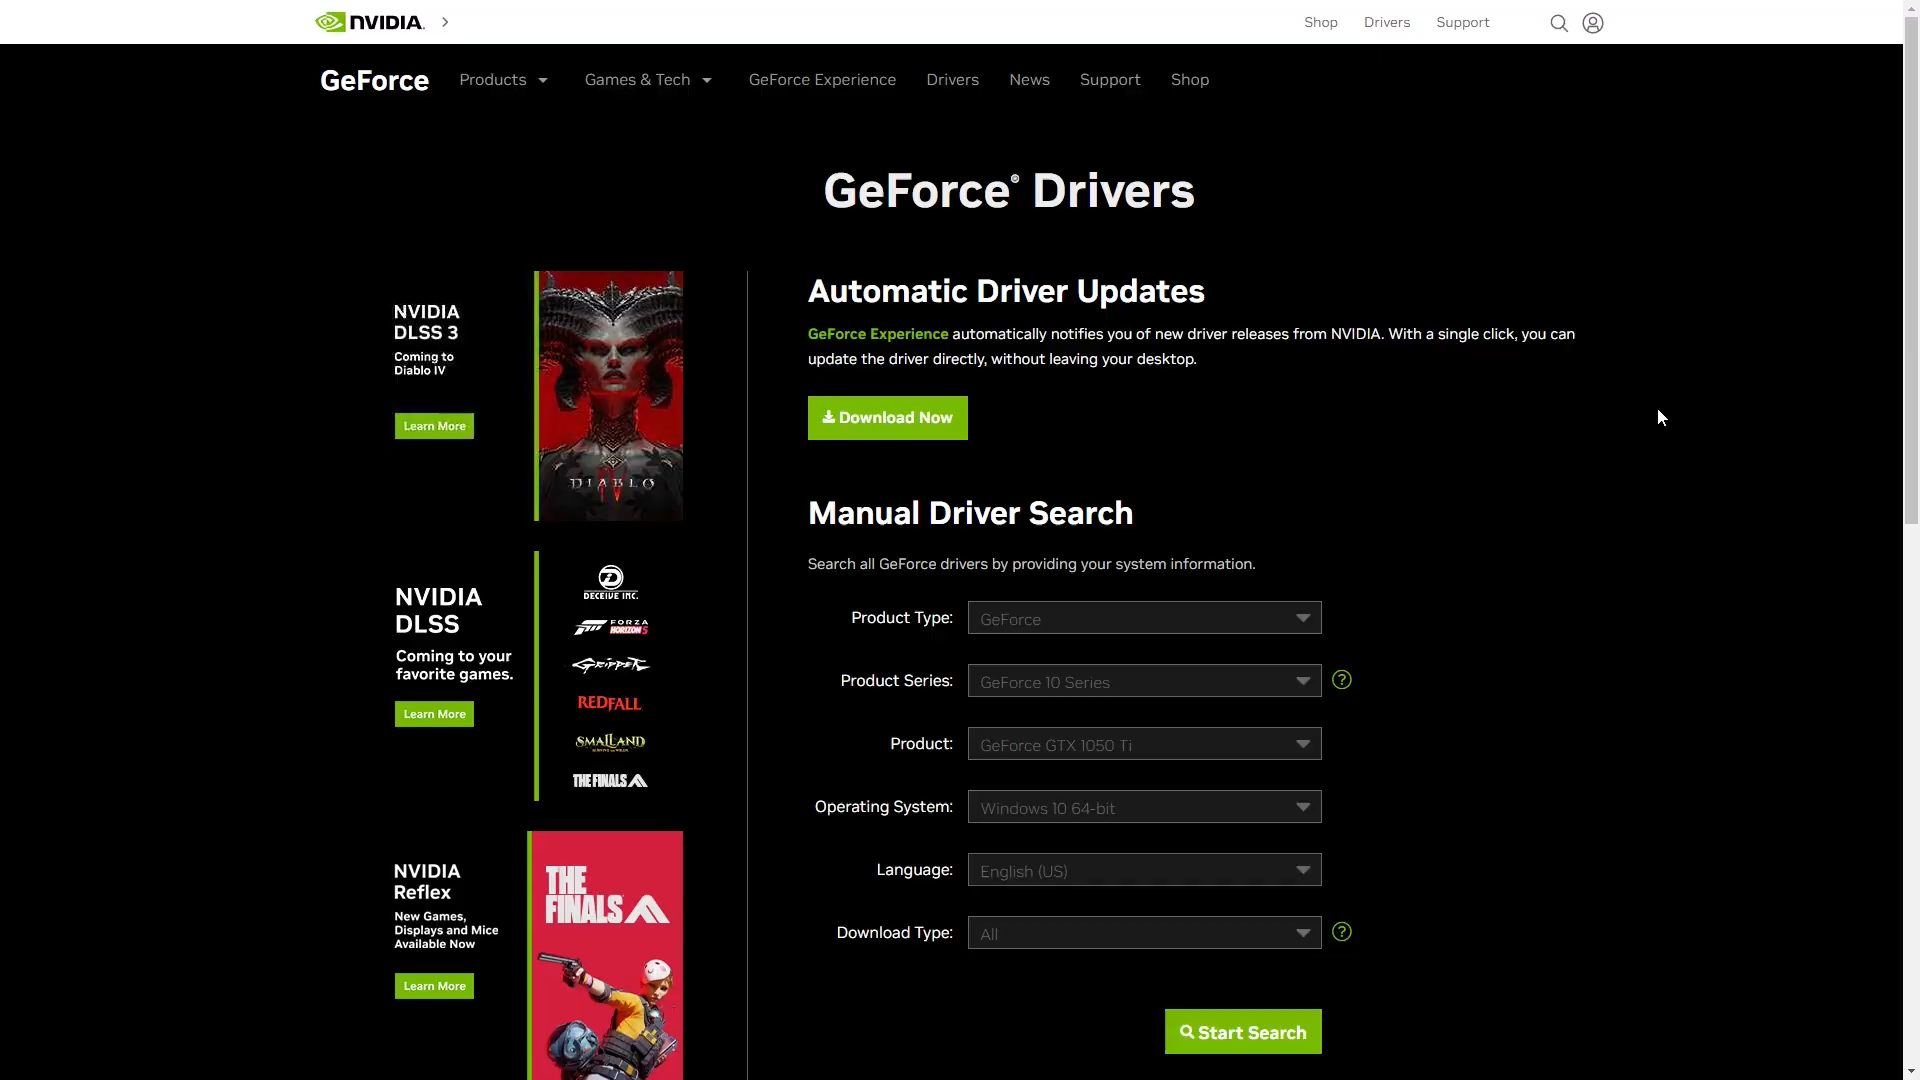 NVIDIA.
Shop
Drivers
Support
GeForce
Products
Games & Tech
GeForce Experience
Drivers
News
Support
Shop
GeForce® Drivers
NVIDIA
DLSS 3
Coming to
Diablo IV
Learn More
DIABLO
IV
NVIDIA
DLSS
Coming to your
favorite games.
Learn More
DECEIVE INC.
FORZA
HORIZON 5
GRIPPER
REDFALL
SMALLAND
THE FINALS
NVIDIA
Reflex
New Games,
Displays and Mice
Available Now
Learn More
THE
FINALS
Automatic Driver Updates
GeForce Experience automatically notifies you of new driver releases from NVIDIA. With a single click, you can
update the driver directly, without leaving your desktop.
Download Now
Manual Driver Search
Search all GeForce drivers by providing your system information.
Product Type: GeForce
Product Series: GeForce 10 Series ?
Product: GeForce GTX 1050 Ti
Operating System: Windows 10 64-bit
Language: English (US)
Download Type: All ?
Start Search